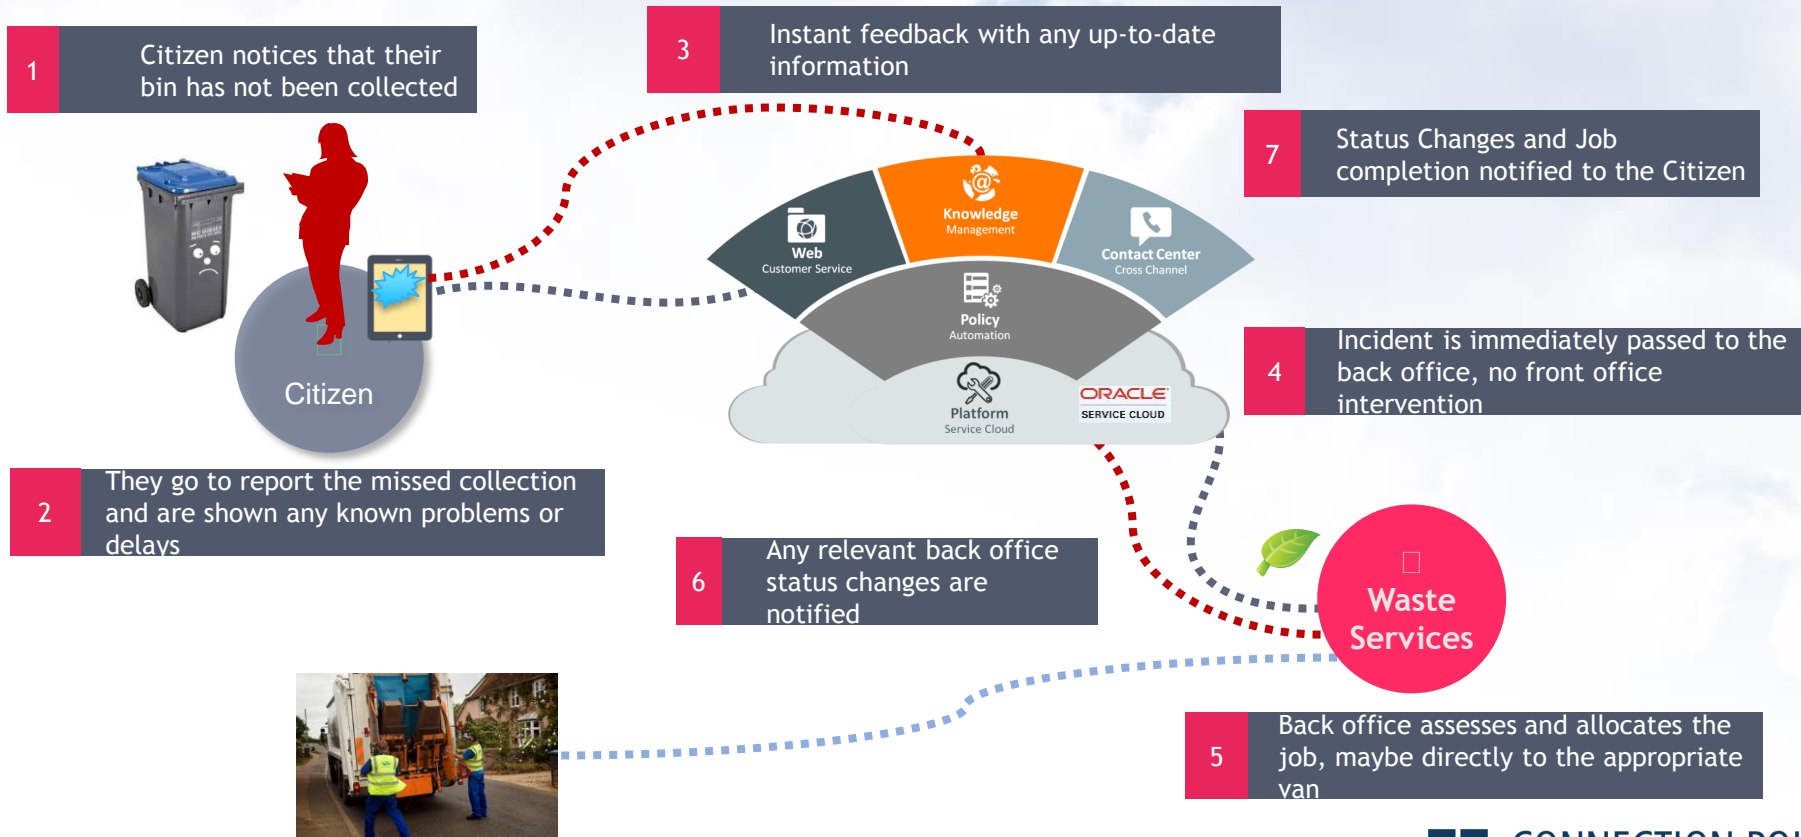 1
Citizen notices that their
bin has not been collected
3
Instant feedback with any up-to-date
information
7
Status Changes and Job
completion notified to the Citizen
Knowledge
Management
Web
Customer Service
Contact Center
Cross Channel
Policy
Automation
Platform
Service Cloud
ORACLE
SERVICE CLOUD
Citizen
4
Incident is immediately passed to the
back office, no front office
intervention
2
They go to report the missed collection
and are shown any known problems or
delays
6
Any relevant back office
status changes are
notified
Waste
Services
5
Back office assesses and allocates the
job, maybe directly to the appropriate
van
CONNECTION